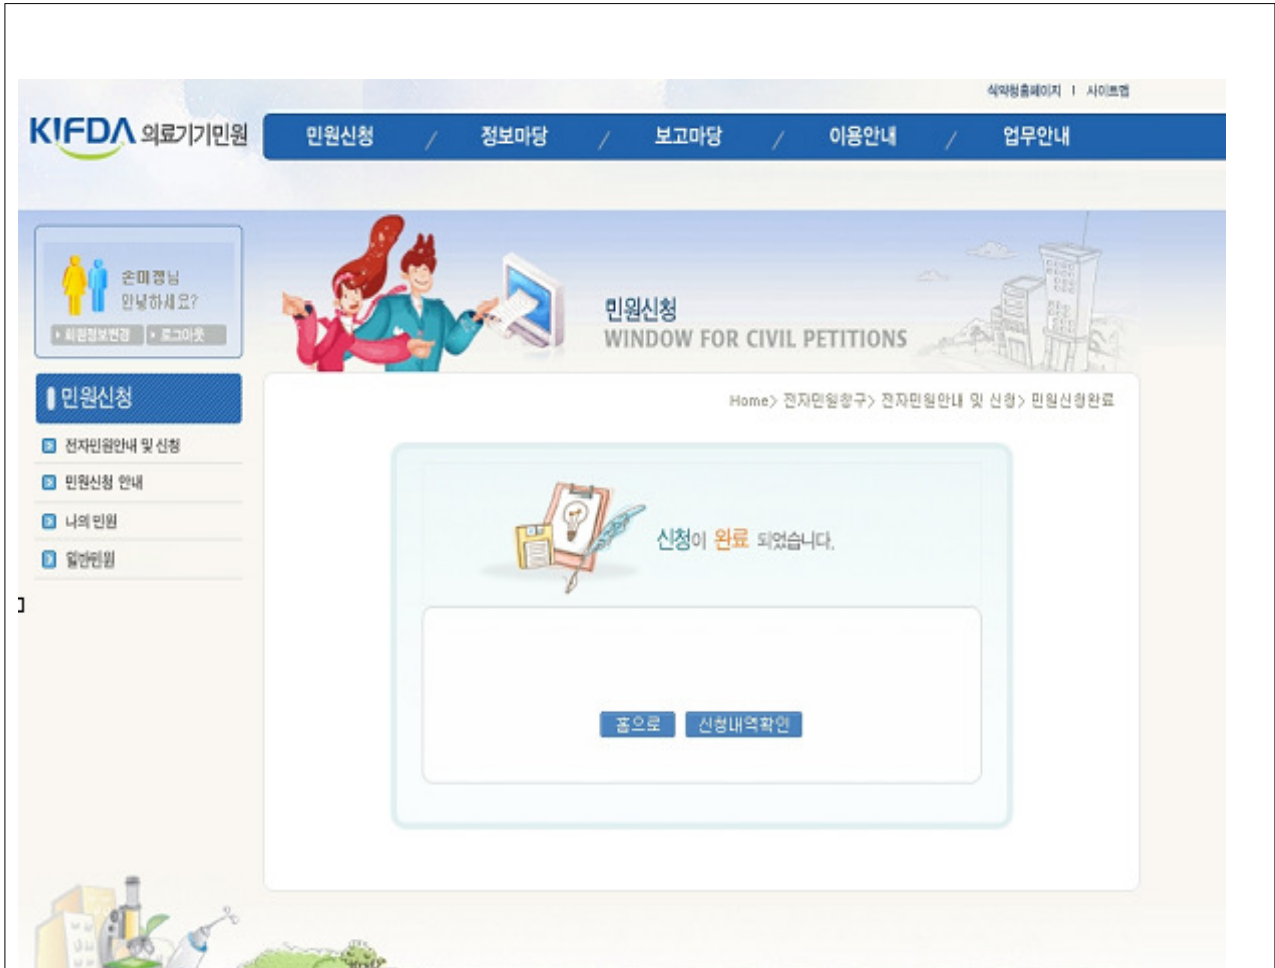 식약청홈페이지 | 사이트맵
KIFDA 의료기기민원
민원신청 / 정보마당 / 보고마당 / 이용안내 / 업무안내
손미경님
안녕하세요?
회원정보변경 로그아웃
민원신청
WINDOW FOR CIVIL PETITIONS
민원신청
Home> 전자민원창구> 전자민원안내 및 신청> 민원신청완료
전자민원안내 및 신청
민원신청 안내
나의 민원
일반민원
신청이 완료 되었습니다.
홈으로 신청내역확인